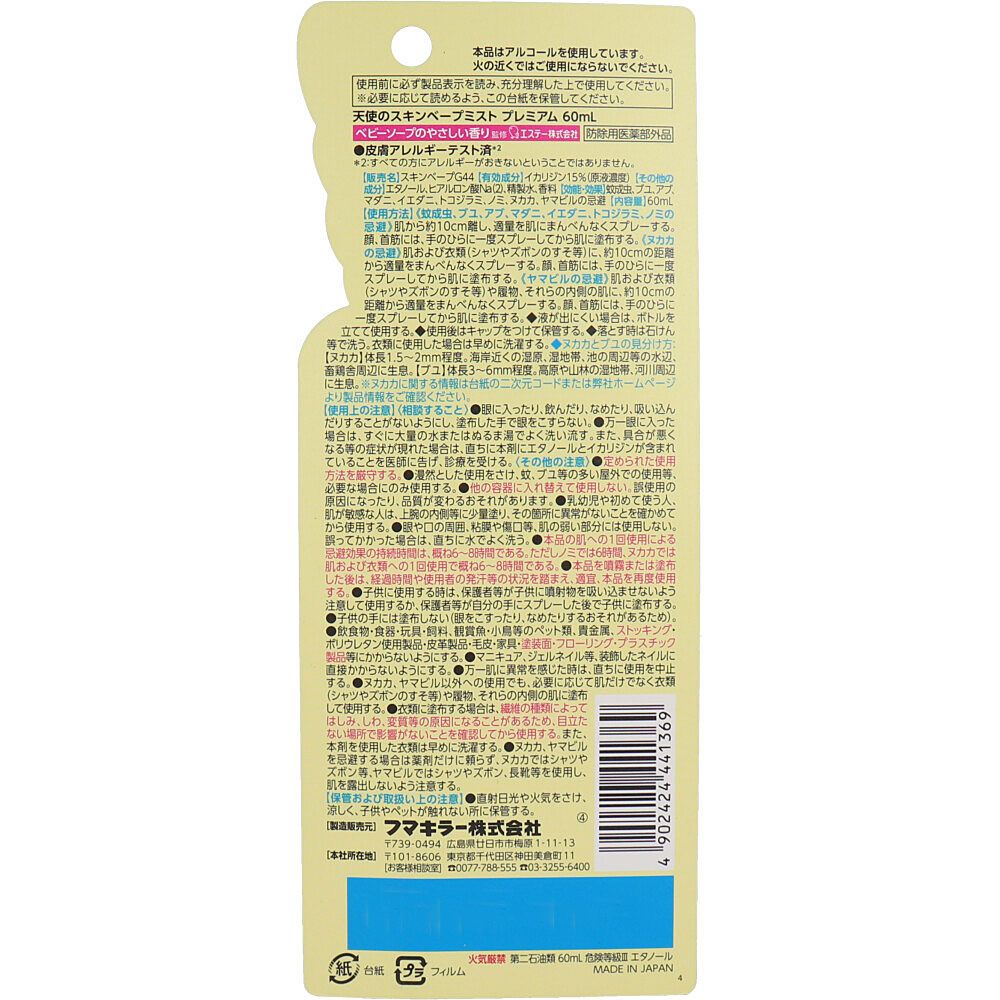 本品はアルコールを使用しています。
火の近くではご使用にならないでください。
使用前に必ず製品表示を読み、充分理解した上で使用してください。
※必要に応じて読めるよう、この台紙を保管してください。
天使のスキンベープミスト プレミアム 60mL
ベビーソープのやさしい香り 監修 エステー株式会社 防除用医薬部外品
●皮膚アレルギーテスト済*2
*2:すべての方にアレルギーがおきないということではありません。
【販売名】スキンベープG44【有効成分】イカリジン15%(原液濃度)【その他の
成分】エタノール、ヒアルロン酸Na(2)、精製水、香料【効能・効果】蚊成虫、ブユ、アブ、
マダニ、イエダニ、トコジラミ、ノミ、ヌカカ、ヤマビルの忌避【内容量】60mL
【使用方法】《蚊成虫、ブユ、アブ、マダニ、イエダニ、トコジラミ、ノミの
忌避》肌から約10cm離し、適量を肌にまんべんなくスプレーする。
顔、首筋には、手のひらに一度スプレーしてから肌に塗布する。《ヌカカ
の忌避》肌および衣類(シャツやズボンのすそ等)に、約10cmの距離
から適量をまんべんなくスプレーする。顔、首筋には、手のひらに一度
スプレーしてから肌に塗布する。《ヤマビルの忌避》肌および衣類
(シャツやズボンのすそ等)や履物、それらの内側の肌に、約10cmの
距離から適量をまんべんなくスプレーする。顔、首筋には、手のひらに
一度スプレーしてから肌に塗布する。◆液が出にくい場合は、ボトルを
立てて使用する。◆使用後はキャップをつけて保管する。◆落とす時は石けん
等で洗う。衣類に使用した場合は早めに洗濯する。◆ヌカカとブユの見分け方:
【ヌカカ】体長1.5~2mm程度。海岸近くの湿原、湿地帯、池の周辺等の水辺、
畜鶏舎周辺に生息。【ブユ】体長3~6mm程度。高原や山林の湿地帯、河川周辺
に生息。※ヌカカに関する情報は台紙の二次元コードまたは弊社ホームページ
より製品情報をご確認ください。
【使用上の注意】《相談すること》●眼に入ったり、飲んだり、なめたり、吸い込ん
だりすることがないようにし、塗布した手で眼をこすらない。●万一眼に入った
場合は、すぐに大量の水またはぬるま湯でよく洗い流す。また、具合が悪く
なる等の症状が現れた場合は、直ちに本剤にエタノールとイカリジンが含まれ
ていることを医師に告げ、診療を受ける。《その他の注意》●定められた使用
方法を厳守する。●漫然とした使用をさけ、蚊、ブユ等の多い屋外での使用等、
必要な場合にのみ使用する。●他の容器に入れ替えて使用しない。誤使用の
原因になったり、品質が変わるおそれがあります。●乳幼児や初めて使う人、
肌が敏感な人は、上腕の内側等に少量塗り、その箇所に異常がないことを確かめて
から使用する。●眼や口の周囲、粘膜や傷口等、肌の弱い部分には使用しない。
誤ってかかった場合は、直ちに水でよく洗う。●本品の肌への1回使用による
忌避効果の持続時間は、概ね6~8時間である。ただしノミでは6時間、ヌカカでは
肌および衣類への1回使用で概ね6~8時間である。●本品を噴霧または塗布
した後は、経過時間や使用者の発汗等の状況を踏まえ、適宜、本品を再度使用
する。●子供に使用する時は、保護者等が子供に噴射物を吸い込ませないよう
注意して使用するか、保護者等が自分の手にスプレーした後で子供に塗布する。
●子供の手には塗布しない(眼をこすったり、なめたりするおそれがあるため)。
●飲食物・食器・玩具・飼料、観賞魚・小鳥等のペット類、貴金属、ストッキング・
ポリウレタン使用製品・皮革製品・毛皮・家具・塗装面・フローリング・プラスチック
製品等にかからないようにする。●マニキュア、ジェルネイル等、装飾したネイルに
直接かからないようにする。●万一肌に異常を感じた時は、直ちに使用を中止
する。●ヌカカ、ヤマビル以外への使用でも、必要に応じて肌だけでなく衣類
(シャツやズボンのすそ等)や履物、それらの内側の肌に塗布
して使用する。●衣類に塗布する場合は、繊維の種類によって
はしみ、しわ、変質等の原因になることがあるため、目立た
ない場所で影響がないことを確認してから使用する。また、
本剤を使用した衣類は早めに洗濯する。●ヌカカ、ヤマビル
を忌避する場合は薬剤だけに頼らず、ヌカカではシャツや
ズボン等、ヤマビルではシャツやズボン、長靴等を使用し、
肌を露出しないよう注意する。
【保管および取扱い上の注意】●直射日光や火気をさけ、
涼しく、子供やペットが触れない所に保管する。
【製造販売元】フマキラー株式会社 ④
〒739-0494 広島県廿日市市梅原1-11-13
【本社所在地】〒101-8606 東京都千代田区神田美倉町11
[お客様相談室] ☎0077-788-555 ☎03-3255-6400
4 902424 441369
紙 台紙 プラ フィルム
火気厳禁 第二石油類 60mL 危険等級Ⅲ エタノール
MADE IN JAPAN
4